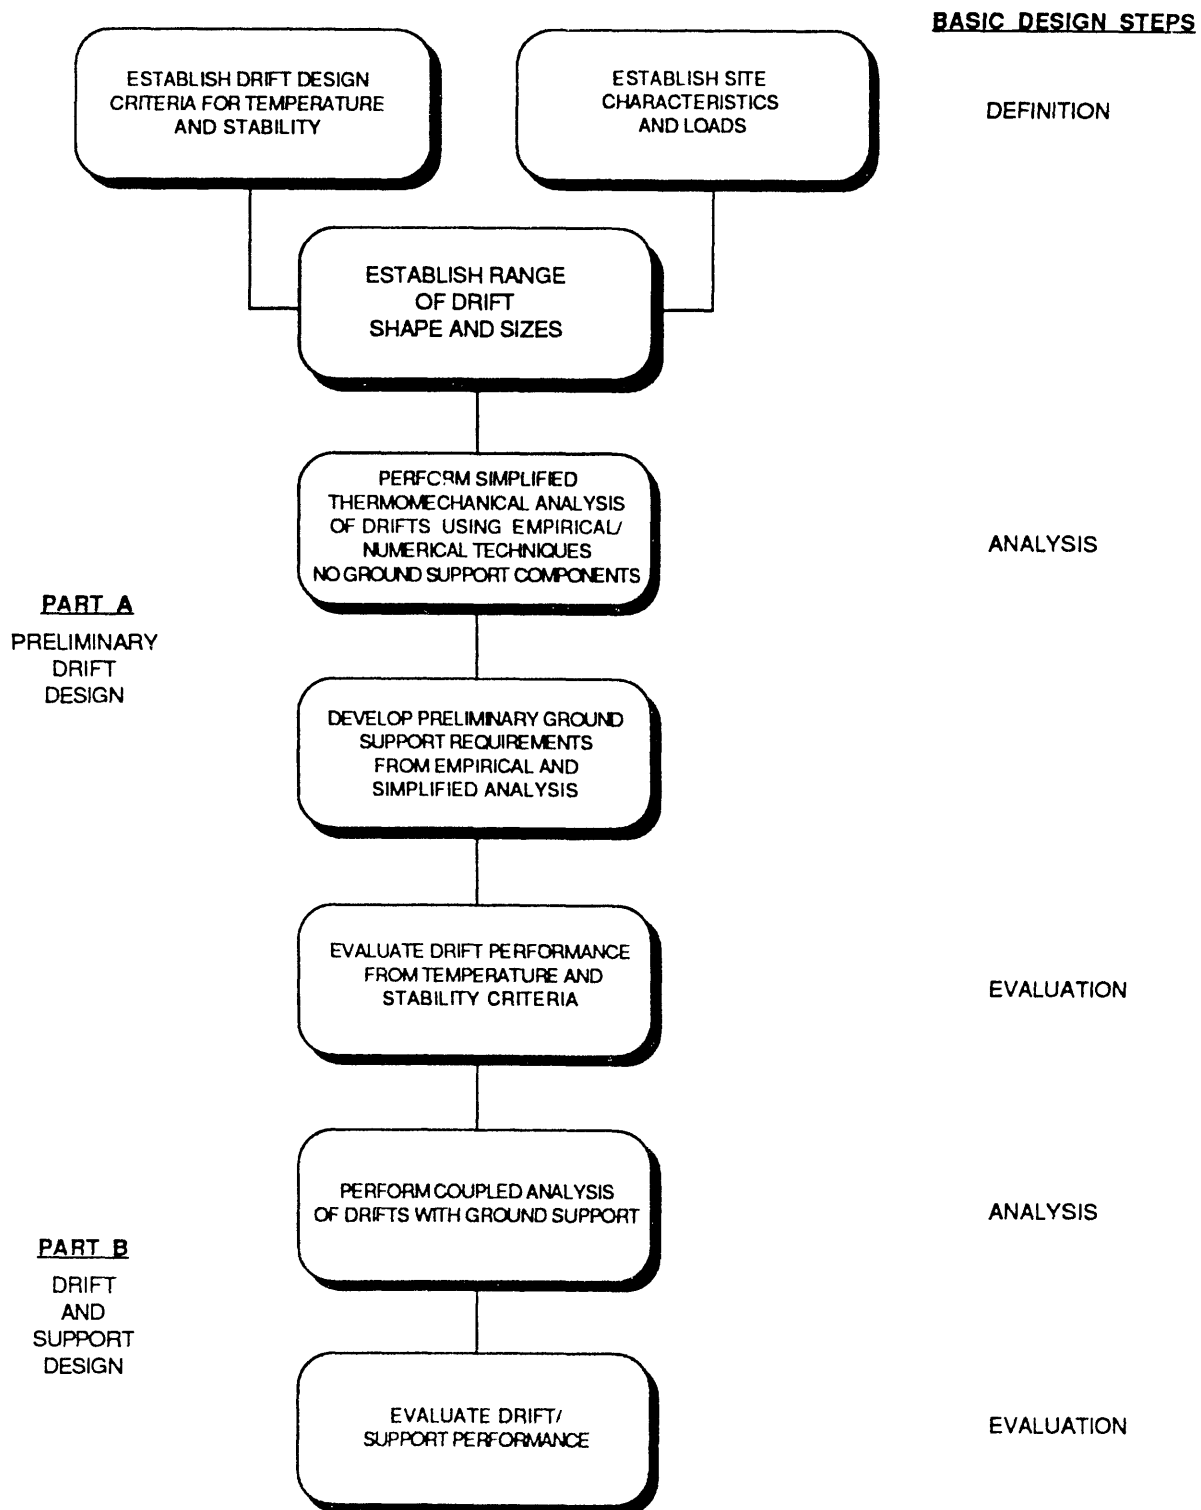 BASIC DESIGN STEPS
ESTABLISH DRIFT DESIGN
CRITERIA FOR TEMPERATURE
AND STABILITY
ESTABLISH SITE
CHARACTERISTICS
AND LOADS
DEFINITION
ESTABLISH RANGE
OF DRIFT
SHAPE AND SIZES
PERFORM SIMPLIFIED
THERMOMECHANICAL ANALYSIS
OF DRIFTS USING EMPIRICAL/
NUMERICAL TECHNIQUES
NO GROUND SUPPORT COMPONENTS
ANALYSIS
PART A
PRELIMINARY
DRIFT
DESIGN
DEVELOP PRELIMINARY GROUND
SUPPORT REQUIREMENTS
FROM EMPIRICAL AND
SIMPLIFIED ANALYSIS
EVALUATE DRIFT PERFORMANCE
FROM TEMPERATURE AND
STABILITY CRITERIA
EVALUATION
PERFORM COUPLED ANALYSIS
OF DRIFTS WITH GROUND SUPPORT
ANALYSIS
PART B
DRIFT
AND
SUPPORT
DESIGN
EVALUATE DRIFT/
SUPPORT PERFORMANCE
EVALUATION